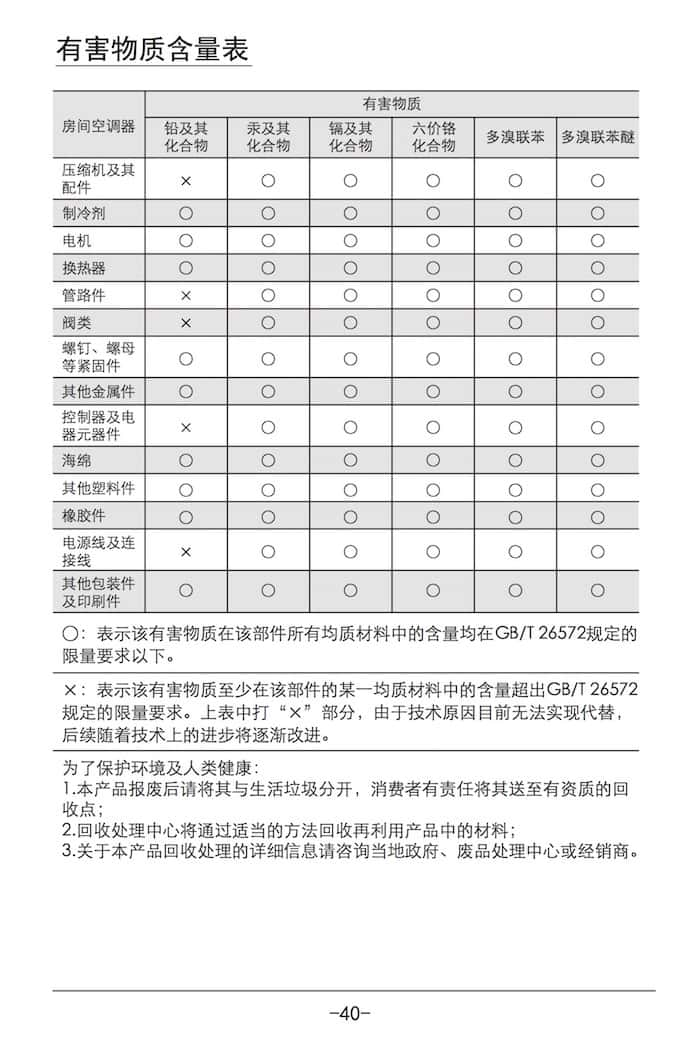 有害物质含量表
有害物质
房间空调器
铅及其
化合物
汞及其
化合物
镉及其
化合物
六价铬
化合物
多溴联苯
多溴联苯醚
压缩机及其
配件
× ○ ○ ○ ○ ○
制冷剂 ○ ○ ○ ○ ○ ○
电机 ○ ○ ○ ○ ○ ○
换热器 ○ ○ ○ ○ ○ ○
管路件 × ○ ○ ○ ○ ○
阀类 × ○ ○ ○ ○ ○
螺钉、螺母
等紧固件
○ ○ ○ ○ ○ ○
其他金属件 ○ ○ ○ ○ ○ ○
控制器及电
器元器件
× ○ ○ ○ ○ ○
海绵 ○ ○ ○ ○ ○ ○
其他塑料件 ○ ○ ○ ○ ○ ○
橡胶件 ○ ○ ○ ○ ○ ○
电源线及连
接线
× ○ ○ ○ ○ ○
其他包装件
及印刷件
○ ○ ○ ○ ○ ○
○：表示该有害物质在该部件所有均质材料中的含量均在GB/T 26572规定的
限量要求以下。
×：表示该有害物质至少在该部件的某一均质材料中的含量超出GB/T 26572
规定的限量要求。上表中打“×”部分，由于技术原因目前无法实现代替，
后续随着技术上的进步将逐渐改进。
为了保护环境及人类健康：
1.本产品报废后请将其与生活垃圾分开，消费者有责任将其送至有资质的回
收点；
2.回收处理中心将通过适当的方法回收再利用产品中的材料；
3.关于本产品回收处理的详细信息请咨询当地政府、废品处理中心或经销商。
-40-